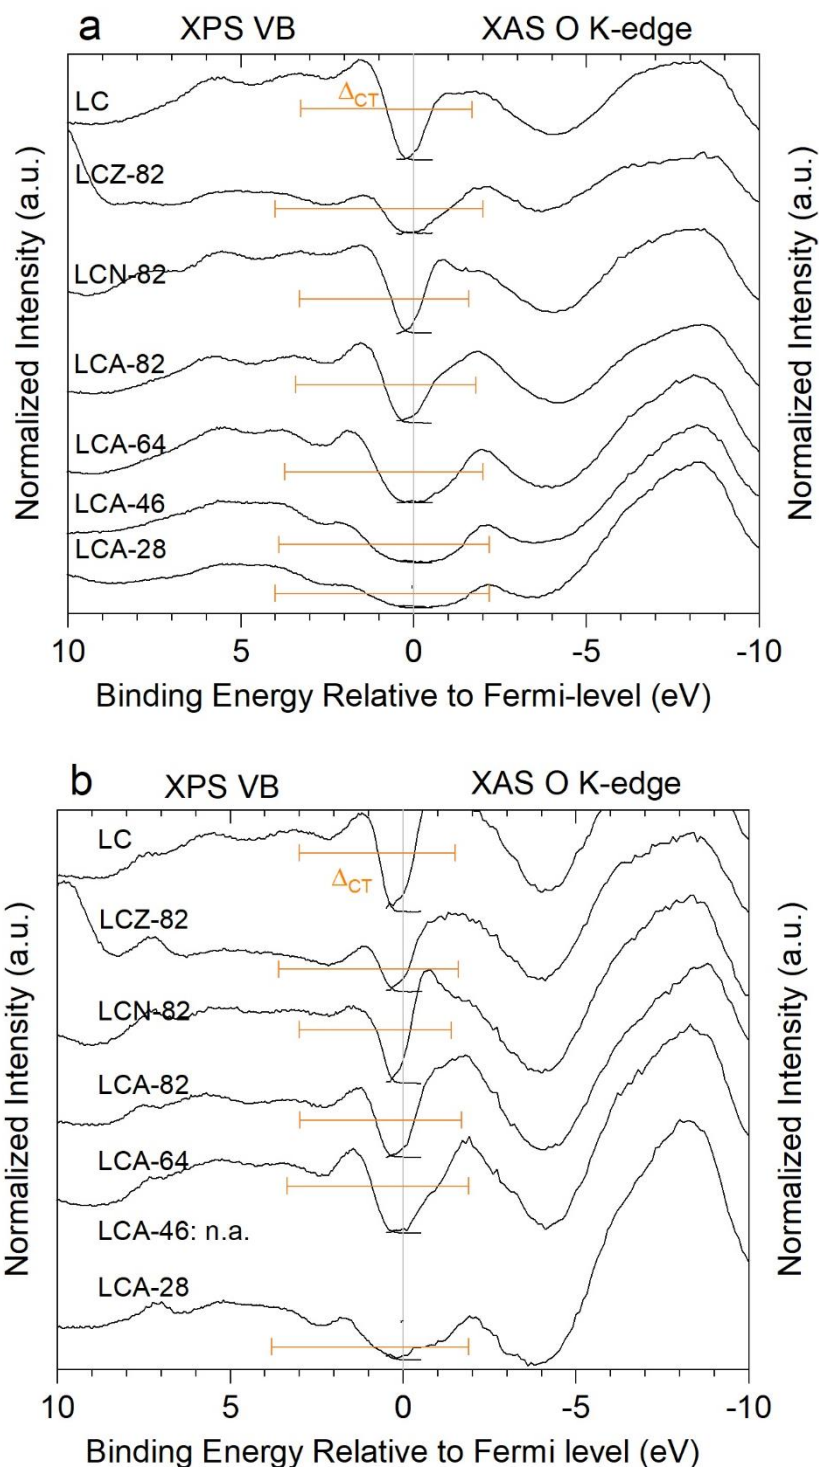 a XPS VB XAS O K-edge
LC
ΔCT
LCZ-82
LCN-82
LCA-82
LCA-64
LCA-46
LCA-28
Normalized Intensity (a.u.)
Normalized Intensity (a.u.)
10 5 0 -5 -10
Binding Energy Relative to Fermi-level (eV)
b XPS VB XAS O K-edge
LC
ΔCT
LCZ-82
LCN-82
LCA-82
LCA-64
LCA-46: n.a.
LCA-28
Normalized Intensity (a.u.)
Normalized Intensity (a.u.)
10 5 0 -5 -10
Binding Energy Relative to Fermi level (eV)